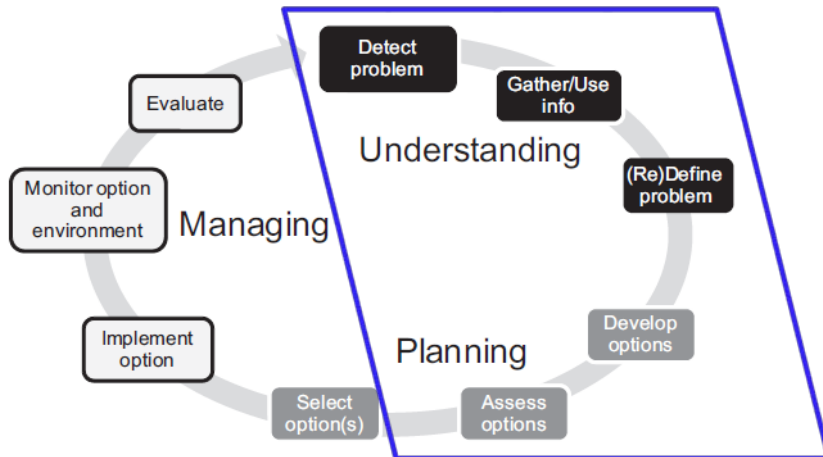 Detect
problem
Gather/Use
info
(Re)Define
problem
Understanding
Evaluate
Monitor option
and
environment
Managing
Implement
option
Planning
Develop
options
Assess
options
Select
option(s)